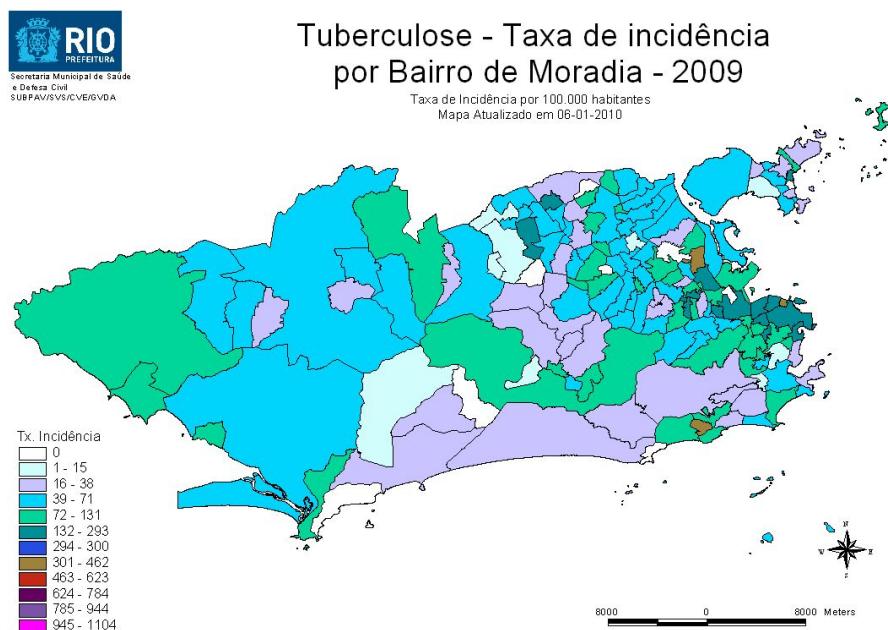 RIO
PREFEITURA
Secretaria Municipal de Saúde
e Defesa Civil
SUBPAV/SVS/CVE/GVDA
Tuberculose - Taxa de incidência
por Bairro de Moradia - 2009
Taxa de Incidência por 100.000 habitantes
Mapa Atualizado em 06-01-2010
Tx. Incidência
0
1 - 15
16 - 38
39 - 71
72 - 131
132 - 293
294 - 300
301 - 462
463 - 623
624 - 784
785 - 944
945 - 1104
N
W E
S
8000 0 8000 Meters